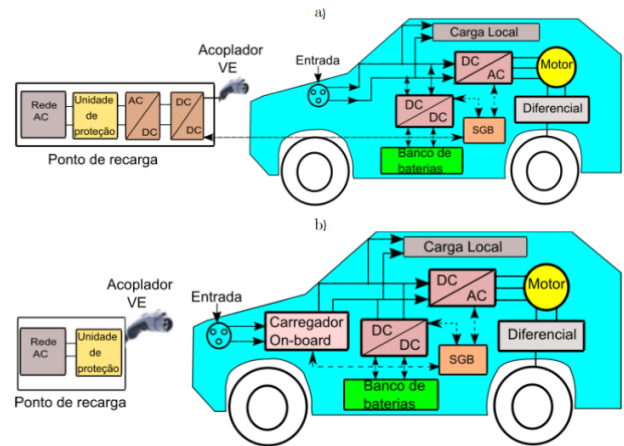 a)
Carga Local
Acoplador
VE
Entrada
DC
AC
Motor
Rede
AC
Unidade
de
proteção
AC
DC
DC
DC
DC
DC
SGB
Diferencial
Banco de
baterias
Ponto de recarga
b)
Carga Local
Acoplador
VE
Entrada
DC
AC
Motor
Rede
AC
Unidade
de
proteção
Carregador
On-board
DC
DC
SGB
Diferencial
Banco de
baterias
Ponto de recarga